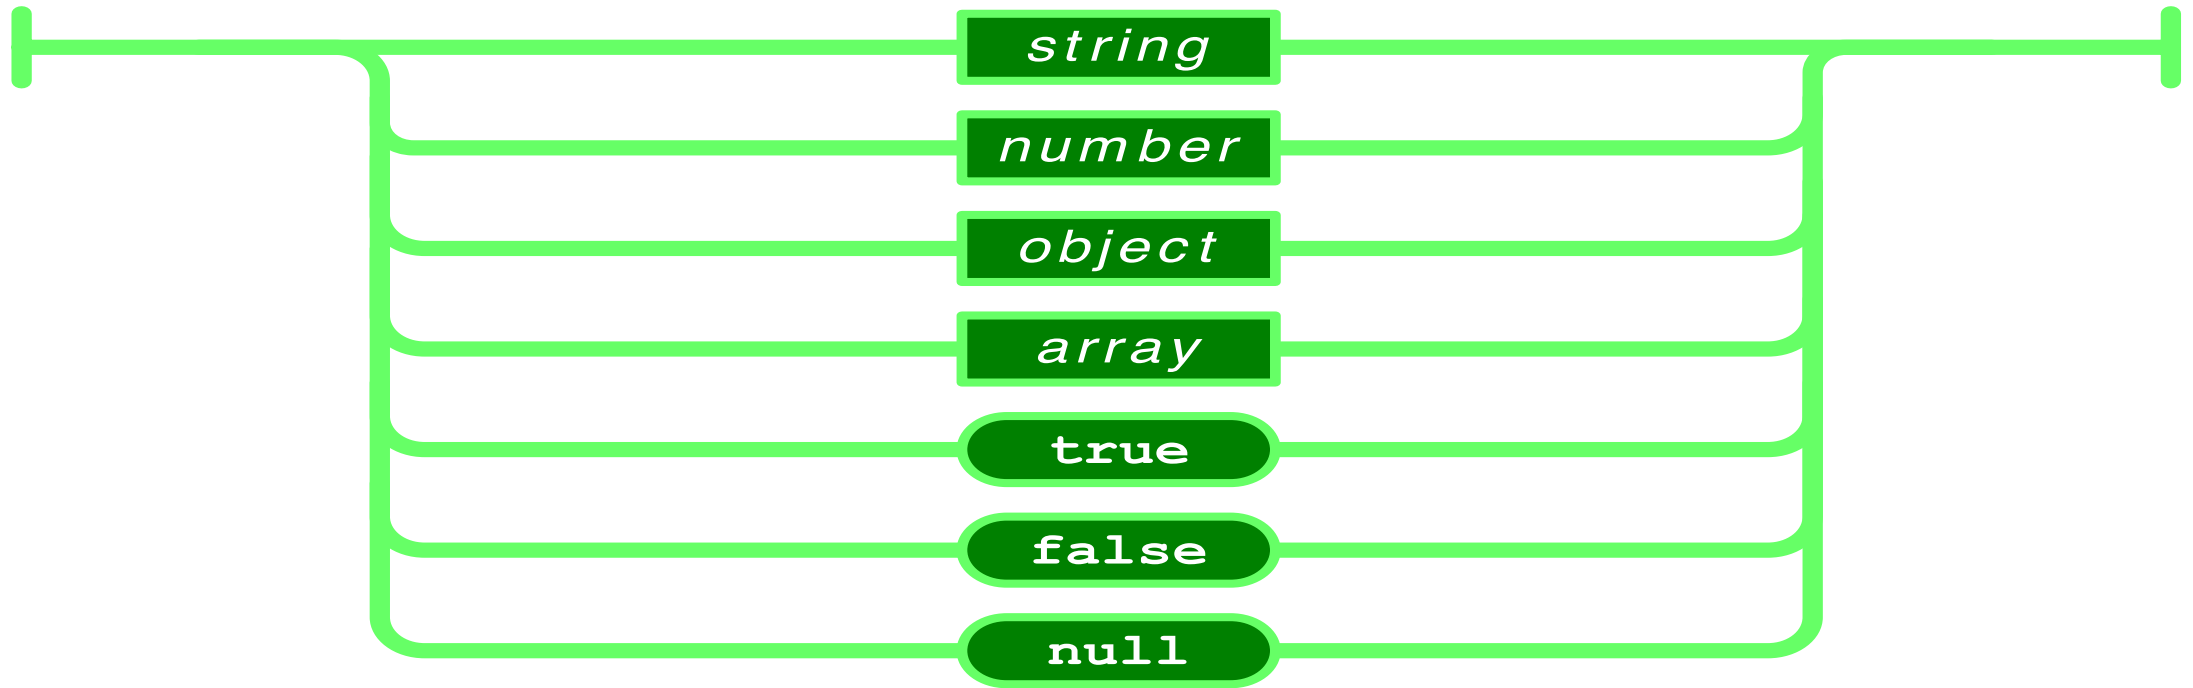 string
number
object
array
true
false
null